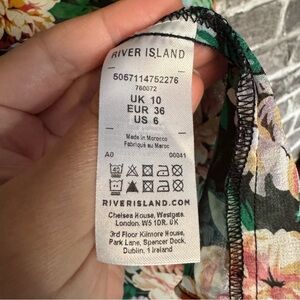 RIVER ISLAND
5057114752276
760072
UK 10
EUR 36
US 6
Made in Morocco
Fabriqué au Maroc
A0 00041
RIVERISLAND.COM
Chelsea House, Westgate,
London. W5 1DR. UK
3rd Floor Kilmore House,
Park Lane, Spencer Dock,
Dublin, 1 Ireland